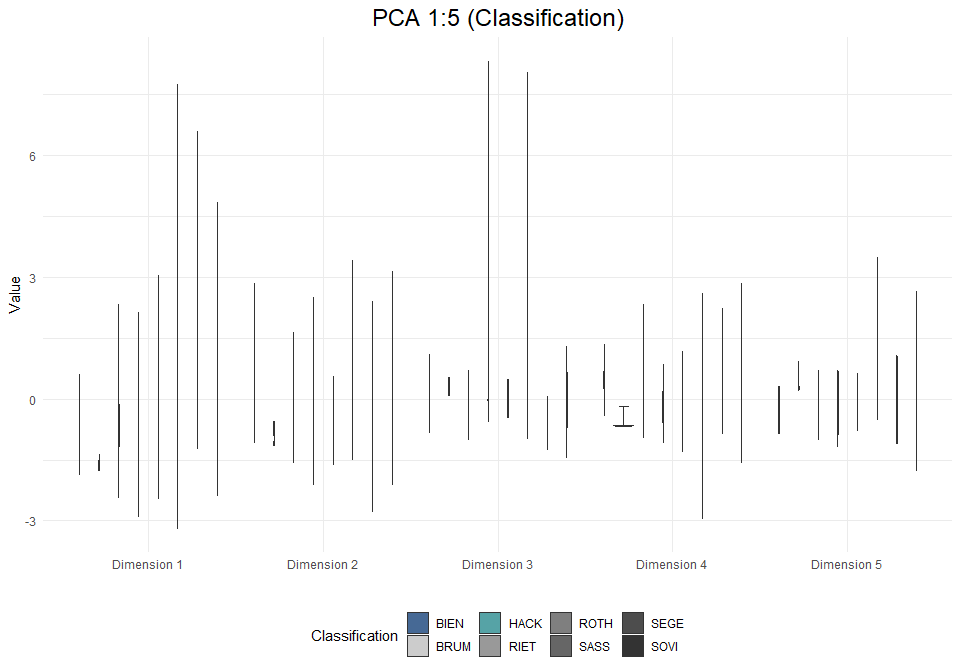 PCA 1:5 (Classification)
Value
6
3
0
-3
Dimension 1 Dimension 2 Dimension 3 Dimension 4 Dimension 5
Classification
BIEN HACK ROTH SEGE
BRUM RIET SASS SOVI